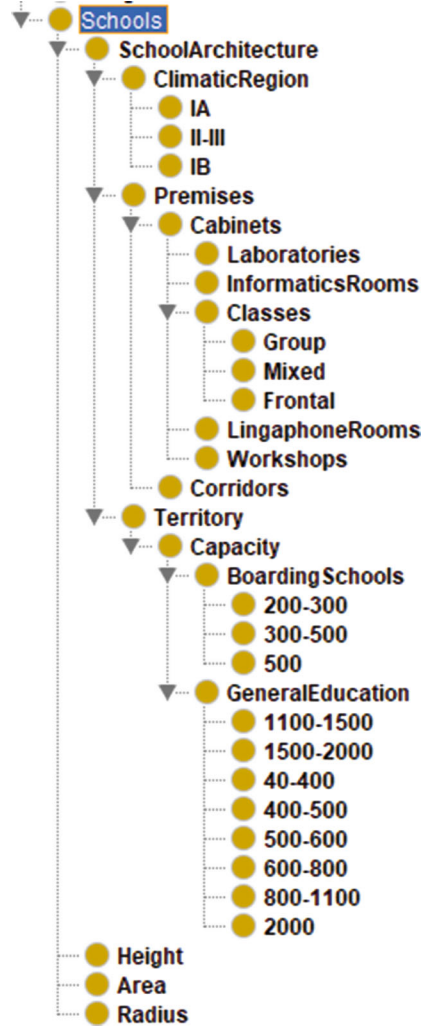 Schools
SchoolArchitecture
ClimaticRegion
IA
II-III
IB
Premises
Cabinets
Laboratories
InformaticsRooms
Classes
Group
Mixed
Frontal
LingaphoneRooms
Workshops
Corridors
Territory
Capacity
BoardingSchools
200-300
300-500
500
GeneralEducation
1100-1500
1500-2000
40-400
400-500
500-600
600-800
800-1100
2000
Height
Area
Radius